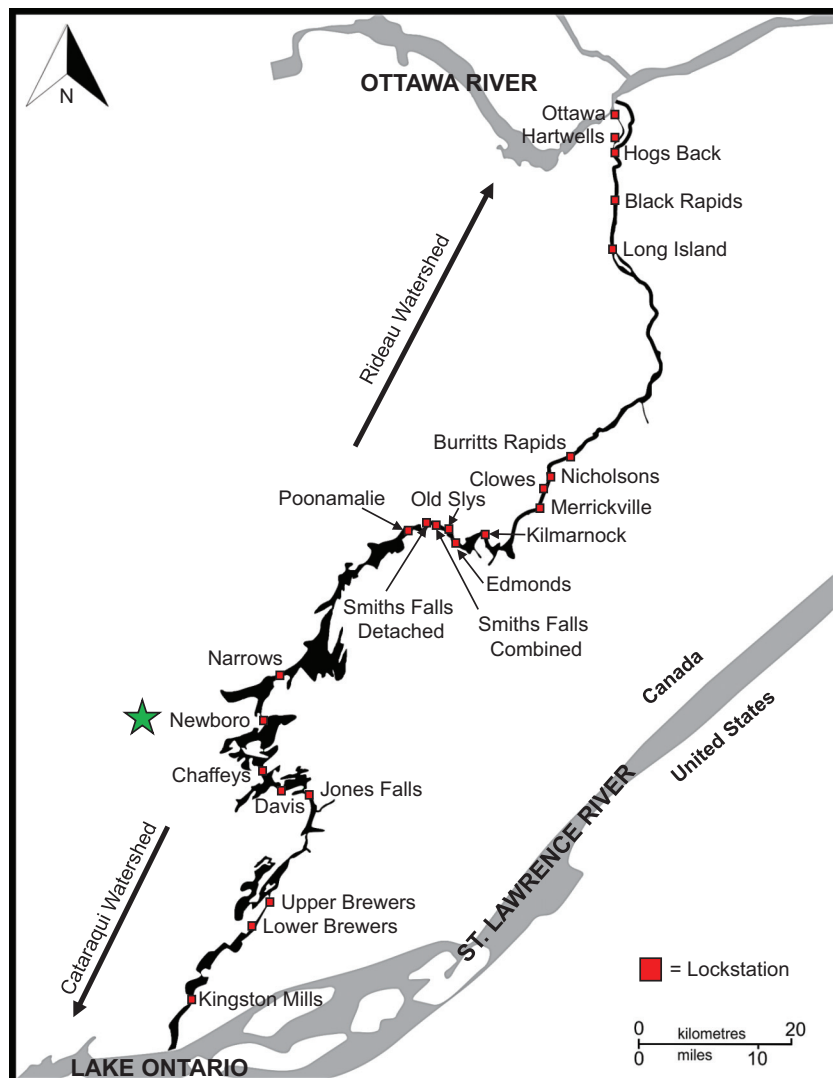 N
OTTAWA RIVER
Ottawa
Hartwells
Hogs Back
Black Rapids
Long Island
Rideau Watershed
Burritts Rapids
Nicholsons
Clowes
Merrickville
Old Slys
Poonamalie
Kilmarnock
Edmonds
Smiths Falls
Detached
Smiths Falls
Combined
Narrows
Newboro
Chaffeys
Davis
Jones Falls
Canada
United States
ST. LAWRENCE RIVER
Cataraqui Watershed
Upper Brewers
Lower Brewers
Kingston Mills
LAKE ONTARIO
= Lockstation
0 kilometres 20
0 miles 10